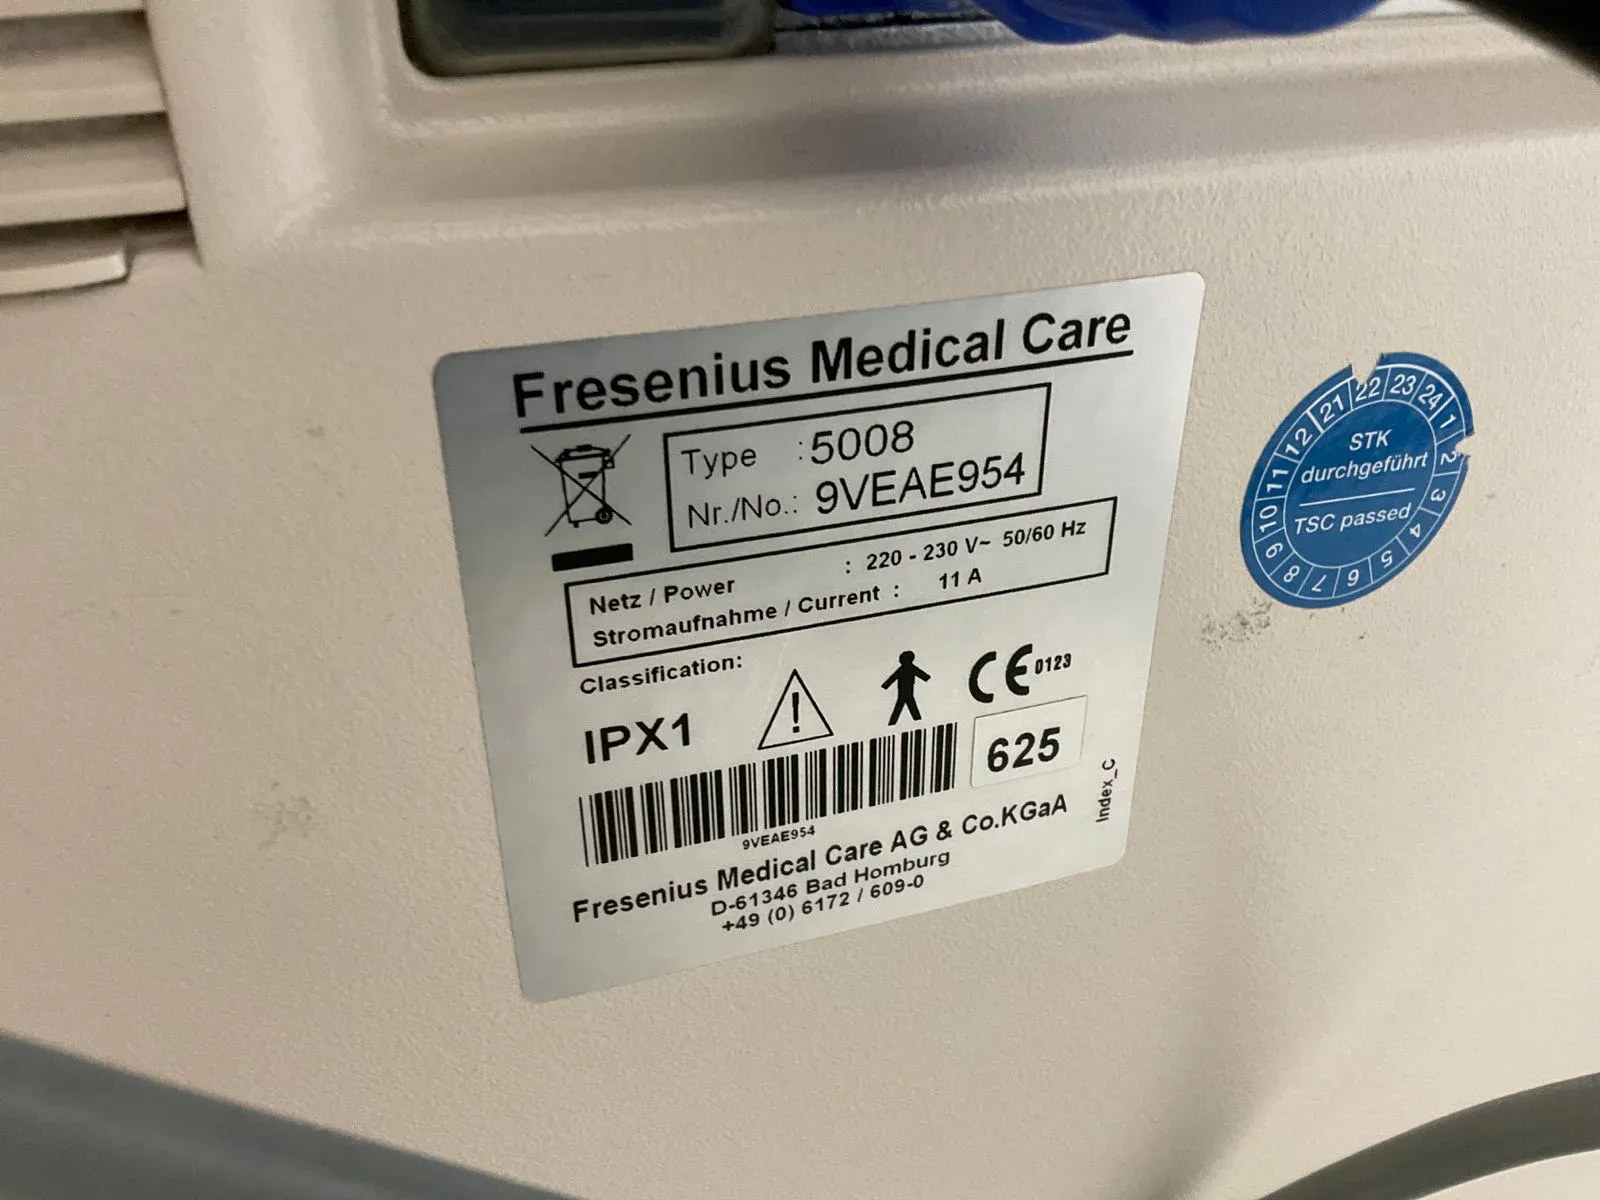 Fresenius Medical Care
Type : 5008
Nr./No.: 9VEAE954
Netz / Power : 220 - 230 V~ 50/60 Hz
Stromaufnahme / Current : 11 A
Classification:
IPX1
CE 0123
625
9VEAE954
Index_C
Fresenius Medical Care AG & Co.KGaA
D-61346 Bad Homburg
+49 (0) 6172 / 609-0
21 22 23 24
1 2 3 4 5 6 7 8 9 10 11 12
STK
durchgeführt
TSC passed